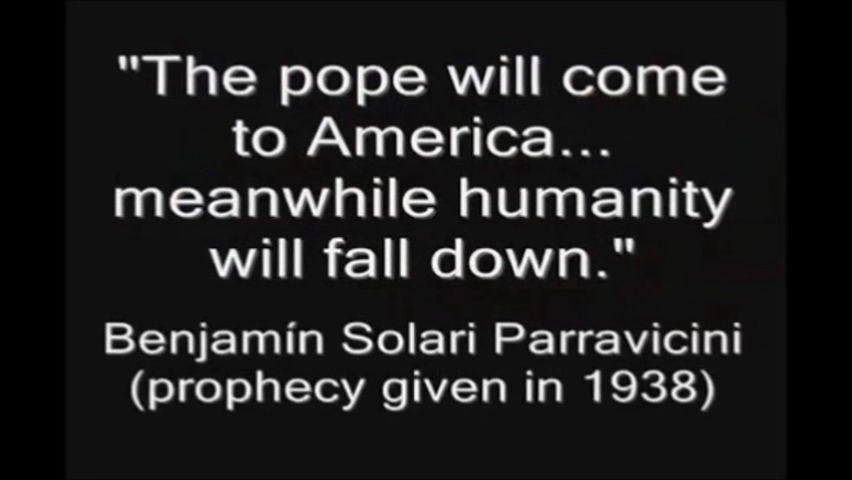 "The pope will come
to America...
meanwhile humanity
will fall down."
Benjamín Solari Parravicini
(prophecy given in 1938)